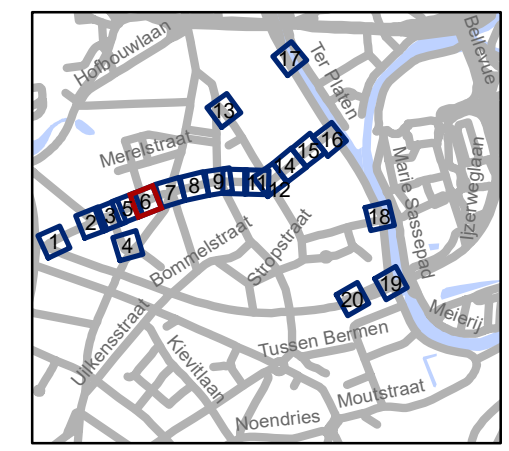 Hofbouwlaan
Bellevue
Ter Platen
17
13
Merelstraat
16
15
14
12
11
9
8
7
6
5
3
2
1
4
Marie Sassepad
Ijzerweglaan
18
Bommelstraat
Stropstraat
19
20
Meierij
Uilkensstraat
Kievitlaan
Tussen Bermen
Moutstraat
Noendries